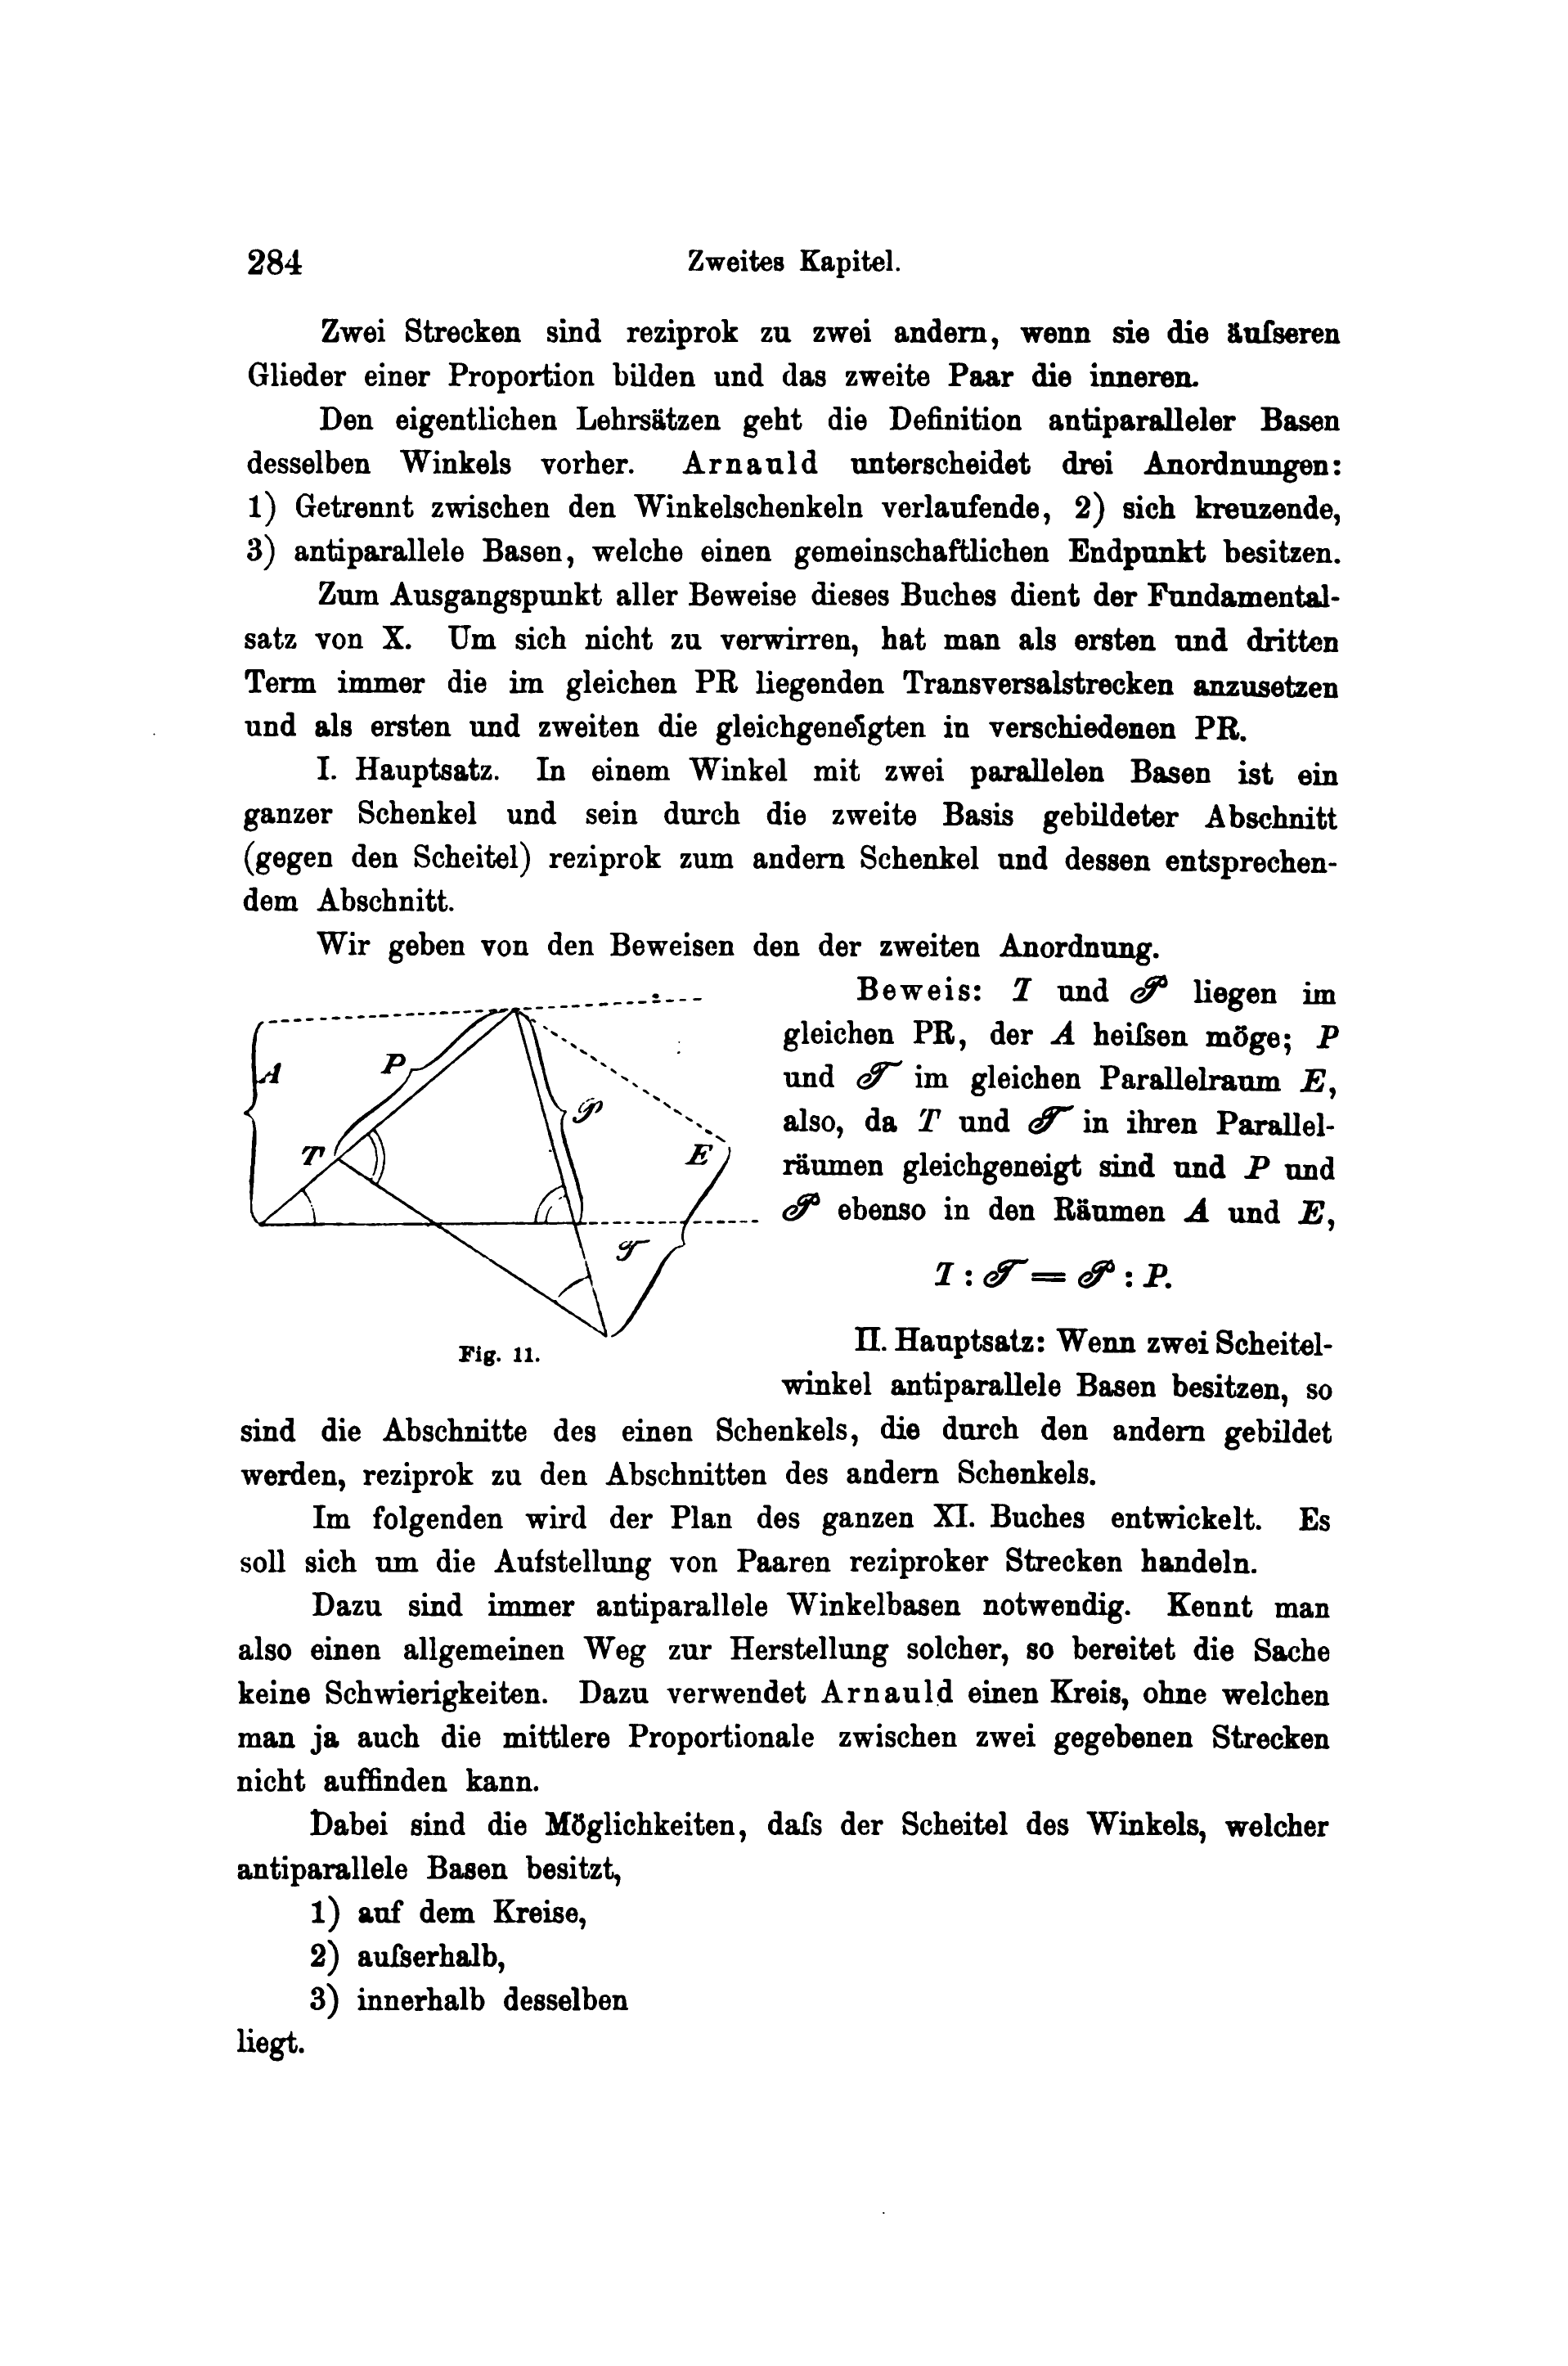 284
Zweites Kapitel.
Zwei Strecken sind reziprok zu zwei andern, wenn sie die äuſseren
Glieder einer Proportion bilden und das zweite Paar die inneren.
Den eigentlichen Lehrsätzen geht die Definition antiparalleler Basen
desselben Winkels vorher. Arnauld unterscheidet drei Anordnungen:
1) Getrennt zwischen den Winkelschenkeln verlaufende, 2) sich kreuzende,
3) antiparallele Basen, welche einen gemeinschaftlichen Endpunkt besitzen.
Zum Ausgangspunkt aller Beweise dieses Buches dient der Fundamental-
satz von X. Um sich nicht zu verwirren, hat man als ersten und dritten
Term immer die im gleichen PR liegenden Transversalstrecken anzusetzen
und als ersten und zweiten die gleichgeneigten in verschiedenen PR.
I. Hauptsatz. In einem Winkel mit zwei parallelen Basen ist ein
ganzer Schenkel und sein durch die zweite Basis gebildeter Abschnitt
(gegen den Scheitel) reziprok zum andern Schenkel und dessen entsprechen-
dem Abschnitt.
Wir geben von den Beweisen den der zweiten Anordnung.
Beweis: T und 𝒫 liegen im
gleichen PR, der A heiſsen möge; P
und 𝒯 im gleichen Parallelraum E,
also, da T und 𝒯 in ihren Parallel-
räumen gleichgeneigt sind und P und
𝒫 ebenso in den Räumen A und E,
T : 𝒯 = 𝒫 : P.
A
P
𝒫
T
E
𝒯
Fig. 11.
II. Hauptsatz: Wenn zwei Scheitel-
winkel antiparallele Basen besitzen, so
sind die Abschnitte des einen Schenkels, die durch den andern gebildet
werden, reziprok zu den Abschnitten des andern Schenkels.
Im folgenden wird der Plan des ganzen XI. Buches entwickelt. Es
soll sich um die Aufstellung von Paaren reziproker Strecken handeln.
Dazu sind immer antiparallele Winkelbasen notwendig. Kennt man
also einen allgemeinen Weg zur Herstellung solcher, so bereitet die Sache
keine Schwierigkeiten. Dazu verwendet Arnauld einen Kreis, ohne welchen
man ja auch die mittlere Proportionale zwischen zwei gegebenen Strecken
nicht auffinden kann.
Dabei sind die Möglichkeiten, daſs der Scheitel des Winkels, welcher
antiparallele Basen besitzt,
1) auf dem Kreise,
2) auſserhalb,
3) innerhalb desselben
liegt.